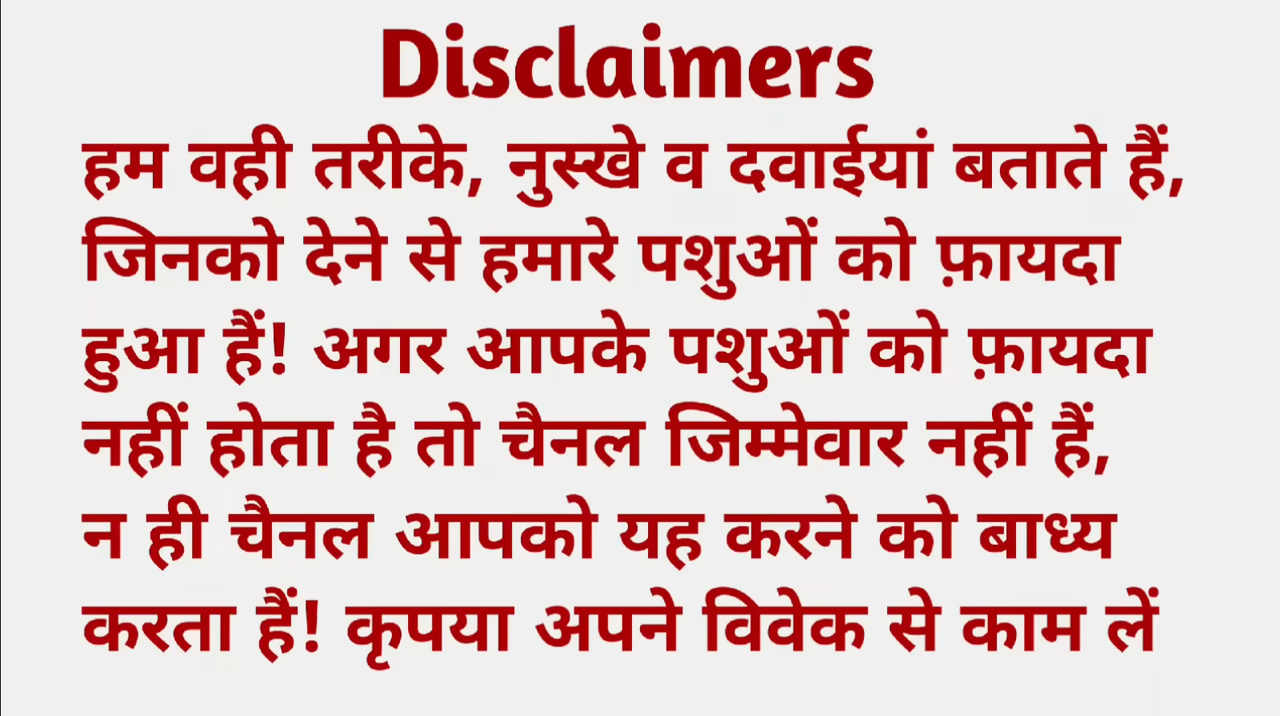 Disclaimers
हम वही तरीके, नुस्खे व दवाईयां बताते हैं,
जिनको देने से हमारे पशुओं को फ़ायदा
हुआ हैं! अगर आपके पशुओं को फ़ायदा
नहीं होता है तो चैनल जिम्मेवार नहीं हैं,
न ही चैनल आपको यह करने को बाध्य
करता हैं! कृपया अपने विवेक से काम लें